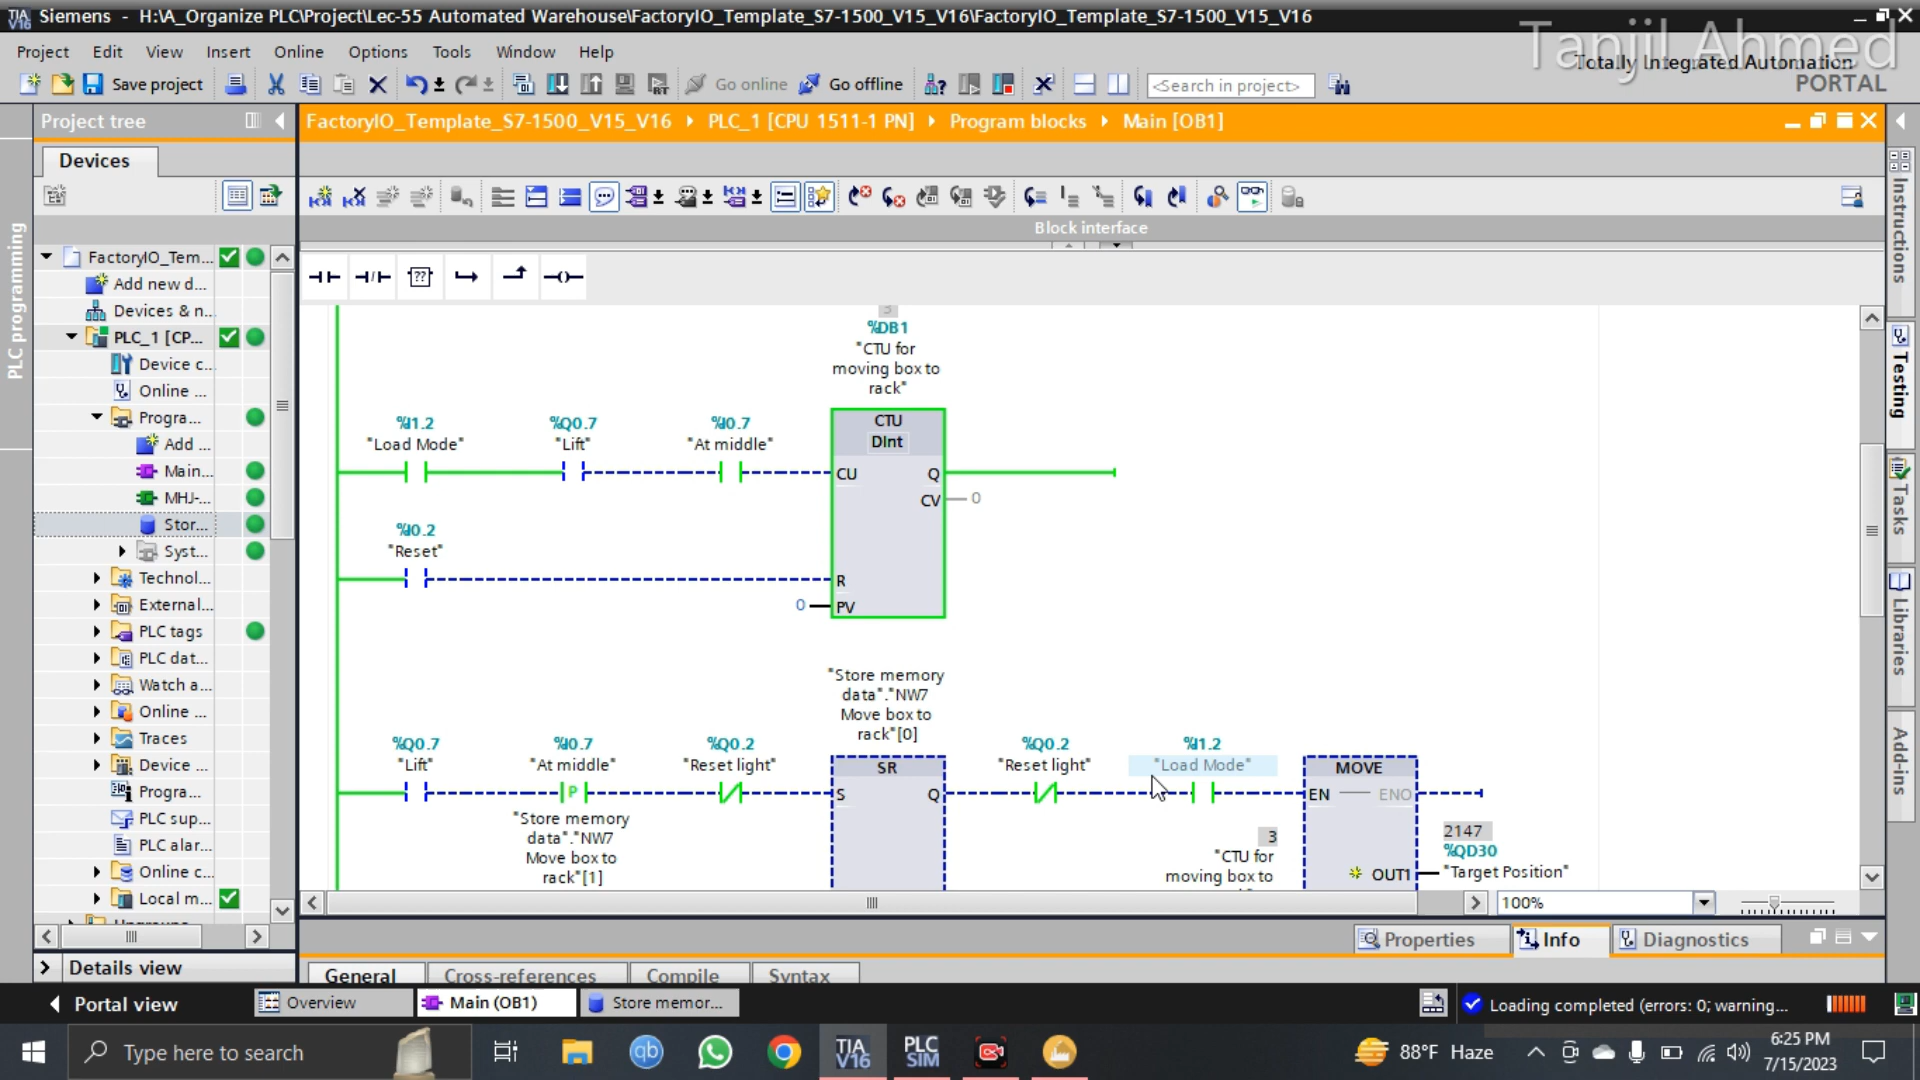 Siemens - H:\A_Organize PLC\Project\Lec-55 Automated Warehouse\FactoryIO_Template_S7-1500_V15_V16\FactoryIO_Template_S7-1500_V15_V16
Tanjil Ahmed
Project Edit View Insert Online Options Tools Window Help
Totally Integrated Automation
PORTAL
Save project
Go online
Go offline
<Search in project>
Project tree
FactoryIO_Template_S7-1500_V15_V16 PLC_1 [CPU 1511-1 PN] Program blocks Main [OB1]
Devices
Block interface
PLC programming
FactoryIO_Tem...
Add new d...
Devices & n...
PLC_1 [CP...
Device c...
Online ...
Progra...
Add ...
Main...
MHJ-...
Stor...
Syst...
Technol...
External...
PLC tags
PLC dat...
Watch a...
Online ...
Traces
Device ...
Progra...
PLC sup...
PLC alar...
Online c...
Local m...
Details view
??
3
%DB1
"CTU for
moving box to
rack"
CTU
DInt
%I1.2
"Load Mode"
%Q0.7
"Lift"
%I0.7
"At middle"
CU Q
CV 0
%I0.2
"Reset"
R
0 PV
"Store memory
data"."NW7
Move box to
rack"[0]
%Q0.7
"Lift"
%I0.7
"At middle"
P
"Store memory
data"."NW7
Move box to
rack"[1]
%Q0.2
"Reset light"
SR
S Q
%Q0.2
"Reset light"
%I1.2
"Load Mode"
MOVE
EN ENO
3
"CTU for
moving box to
2147
%QD30
OUT1 "Target Position"
100%
Instructions
Testing
Tasks
Libraries
Add-ins
Properties Info Diagnostics
General Cross-references Compile Syntax
Portal view
Overview
Main (OB1)
Store memor...
Loading completed (errors: 0; warning...
Type here to search
qb
TIA
V16
PLC
SIM
88°F Haze
6:25 PM
7/15/2023